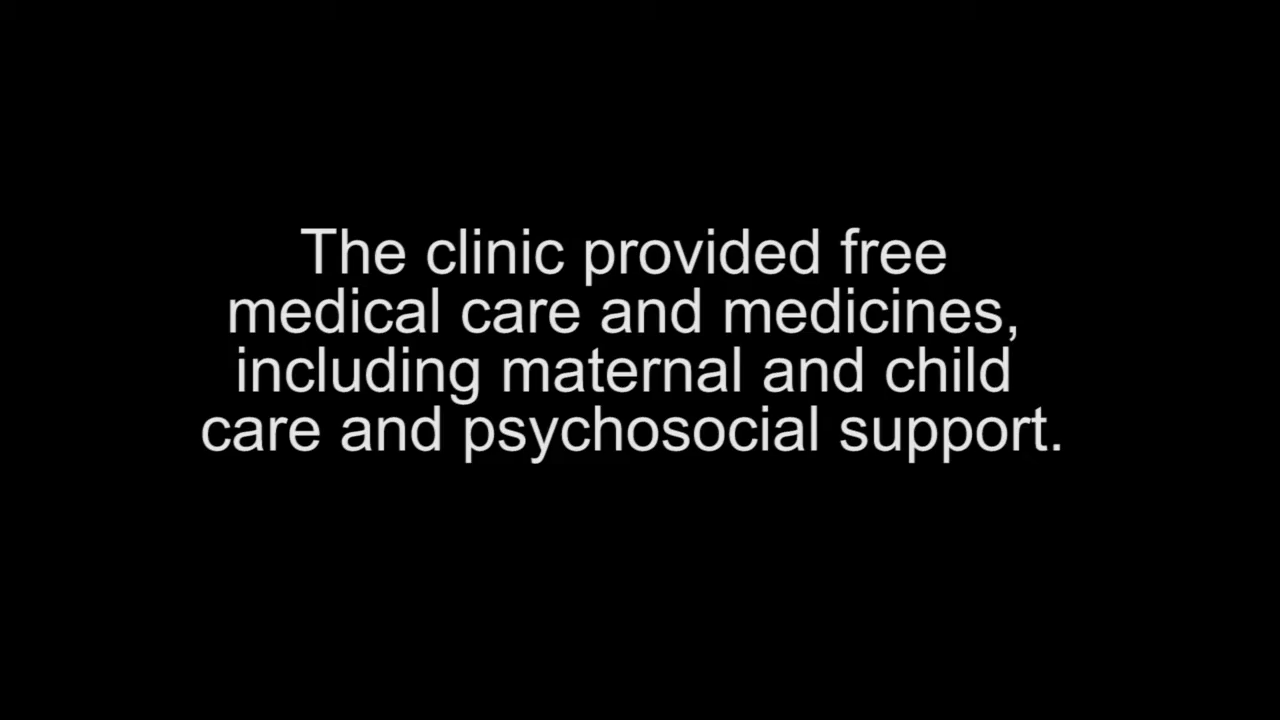 The clinic provided free
medical care and medicines,
including maternal and child
care and psychosocial support.